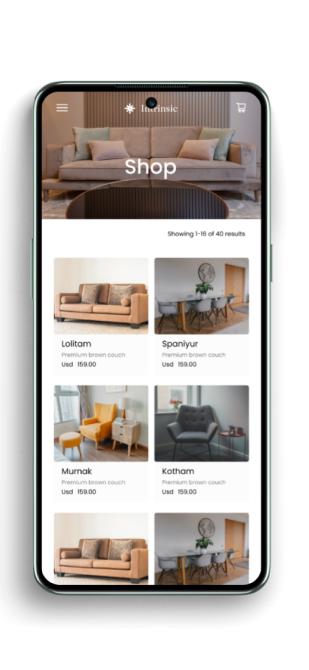 Intrinsic
Shop
Showing 1-16 of 40 results
Lolitam
Premium brown couch
Usd 159.00
Spaniyur
Premium brown couch
Usd 159.00
Murnak
Premium brown couch
Usd 159.00
Kotham
Premium brown couch
Usd 159.00